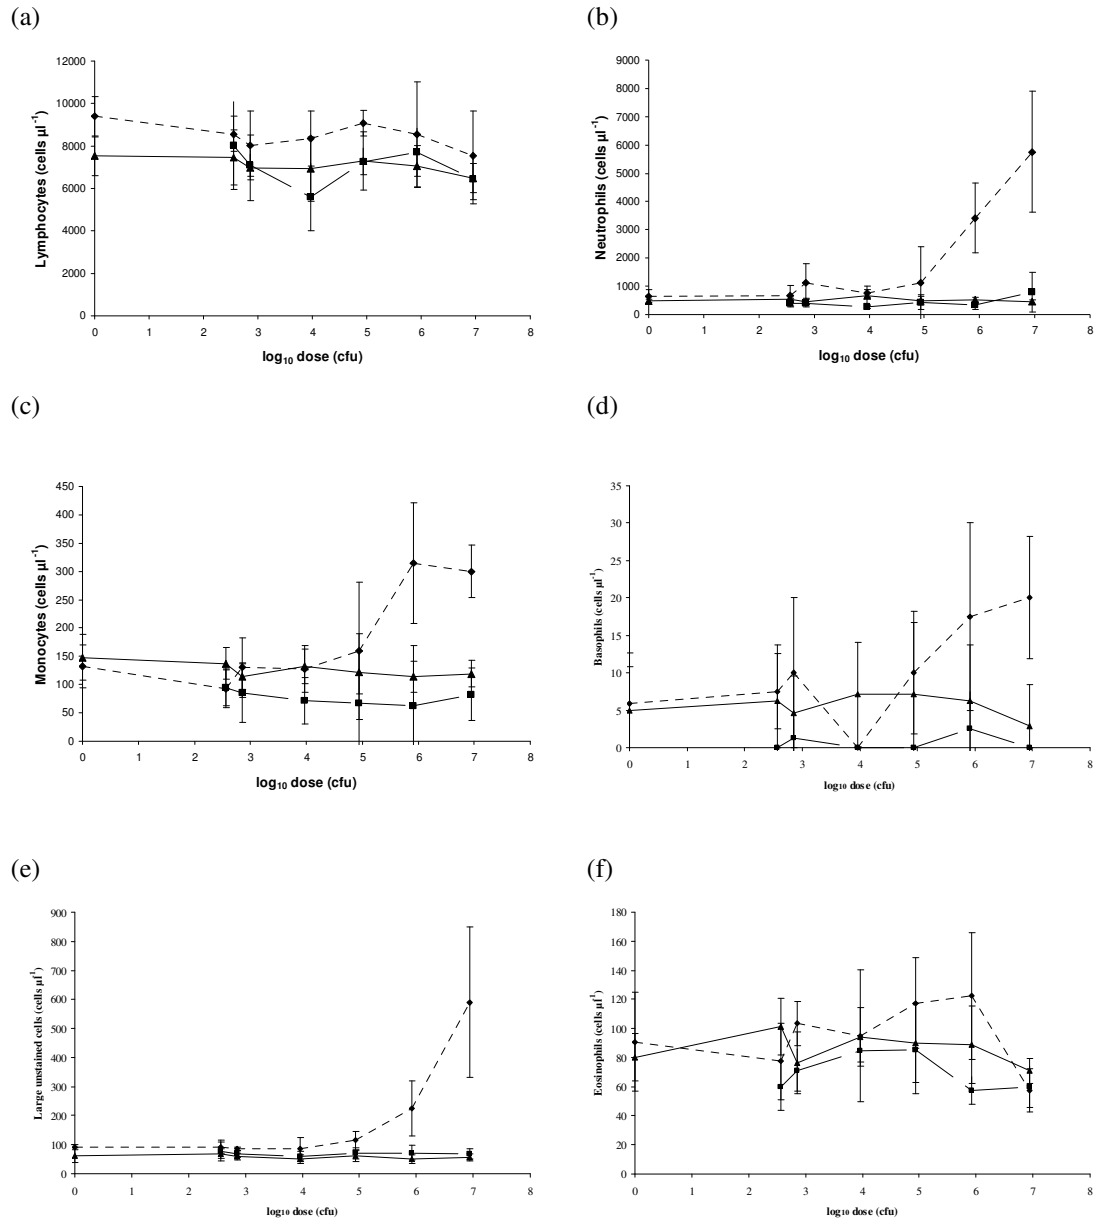 (a)
12000
10000
8000
6000
4000
2000
0
Lymphocytes (cells µl-1)
0 1 2 3 4 5 6 7 8
log10 dose (cfu)
(b)
9000
8000
7000
6000
5000
4000
3000
2000
1000
0
Neutrophils (cells µl-1)
0 1 2 3 4 5 6 7 8
log10 dose (cfu)
(c)
450
400
350
300
250
200
150
100
50
0
Monocytes (cells µl-1)
0 1 2 3 4 5 6 7 8
log10 dose (cfu)
(d)
35
30
25
20
15
10
5
0
Basophils (cells µl-1)
0 1 2 3 4 5 6 7 8
log10 dose (cfu)
(e)
900
800
700
600
500
400
300
200
100
0
Large unstained cells (cells µl-1)
0 1 2 3 4 5 6 7 8
log10 dose (cfu)
(f)
180
160
140
120
100
80
60
40
20
0
Eosinophils (cells µl-1)
0 1 2 3 4 5 6 7 8
log10 dose (cfu)